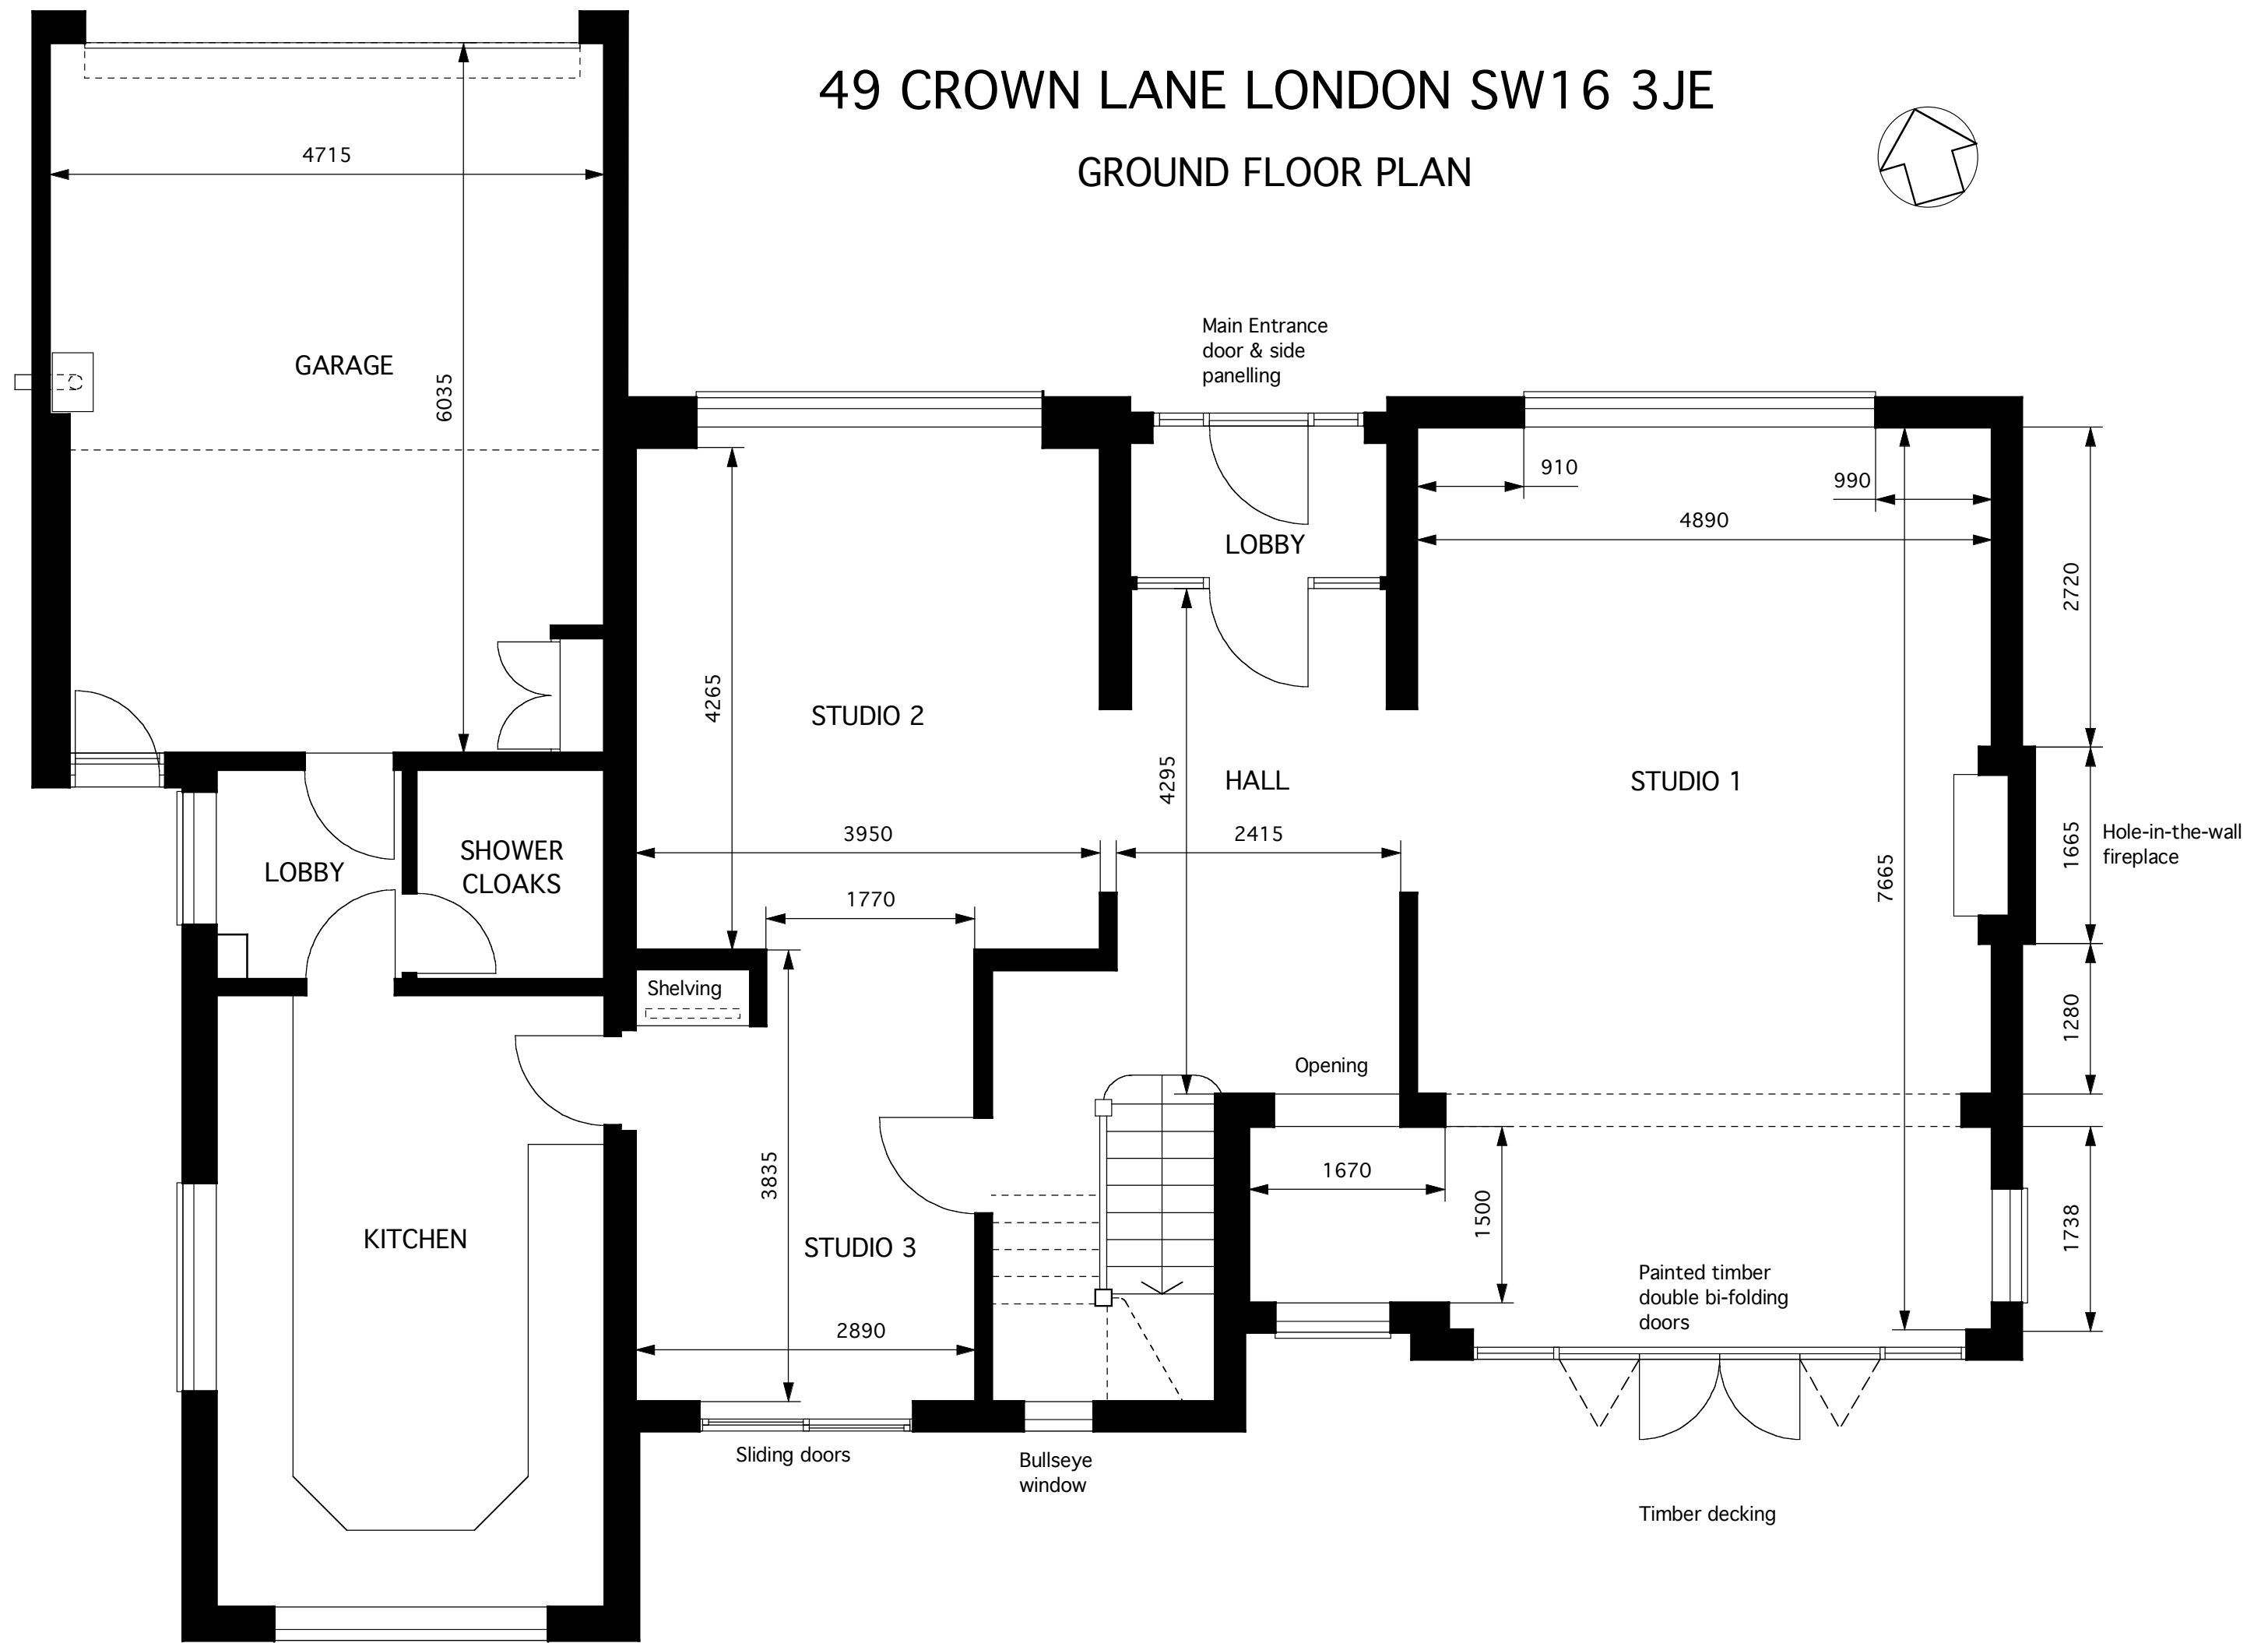 49 CROWN LANE LONDON SW16 3JE
GROUND FLOOR PLAN
4715
GARAGE
6035
Main Entrance
door & side
panelling
910
990
LOBBY
4890
2720
4265
STUDIO 2
4295
HALL
STUDIO 1
3950
2415
7665
1665
Hole-in-the-wall
fireplace
SHOWER
CLOAKS
LOBBY
1770
Shelving
1280
Opening
3835
1670
1500
1738
KITCHEN
STUDIO 3
Painted timber
double bi-folding
doors
2890
Sliding doors
Bullseye
window
Timber decking